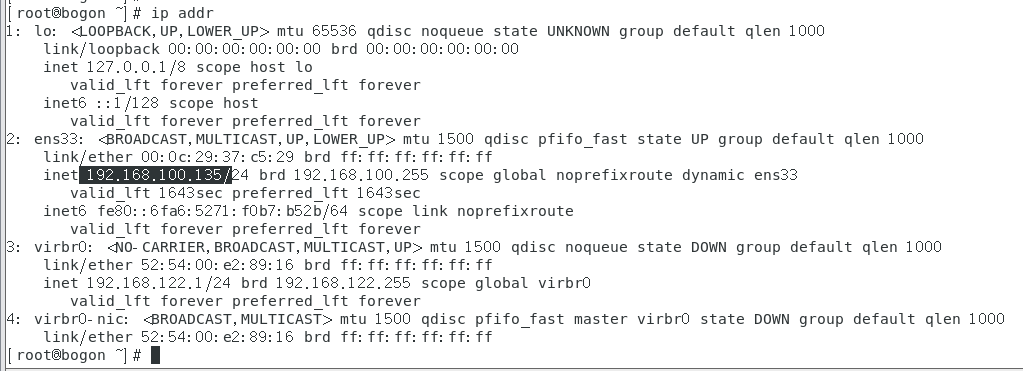 [root@bogon ~]# ip addr
1: lo: <LOOPBACK,UP,LOWER_UP> mtu 65536 qdisc noqueue state UNKNOWN group default qlen 1000
    link/loopback 00:00:00:00:00:00 brd 00:00:00:00:00:00
    inet 127.0.0.1/8 scope host lo
       valid_lft forever preferred_lft forever
    inet6 ::1/128 scope host
       valid_lft forever preferred_lft forever
2: ens33: <BROADCAST,MULTICAST,UP,LOWER_UP> mtu 1500 qdisc pfifo_fast state UP group default qlen 1000
    link/ether 00:0c:29:37:c5:29 brd ff:ff:ff:ff:ff:ff
    inet 192.168.100.135/24 brd 192.168.100.255 scope global noprefixroute dynamic ens33
       valid_lft 1643sec preferred_lft 1643sec
    inet6 fe80::6fa6:5271:f0b7:b52b/64 scope link noprefixroute
       valid_lft forever preferred_lft forever
3: virbr0: <NO-CARRIER,BROADCAST,MULTICAST,UP> mtu 1500 qdisc noqueue state DOWN group default qlen 1000
    link/ether 52:54:00:e2:89:16 brd ff:ff:ff:ff:ff:ff
    inet 192.168.122.1/24 brd 192.168.122.255 scope global virbr0
       valid_lft forever preferred_lft forever
4: virbr0-nic: <BROADCAST,MULTICAST> mtu 1500 qdisc pfifo_fast master virbr0 state DOWN group default qlen 1000
    link/ether 52:54:00:e2:89:16 brd ff:ff:ff:ff:ff:ff
[root@bogon ~]#